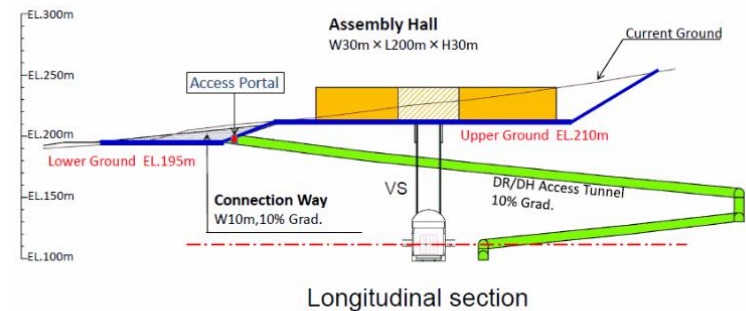 EL.300m
Assembly Hall
W30m × L200m × H30m
Current Ground
EL.250m
Access Portal
EL.200m
Lower Ground EL.195m
Upper Ground EL.210m
Connection Way
W10m,10% Grad.
VS
DR/DH Access Tunnel
10% Grad.
EL.150m
EL.100m
Longitudinal section